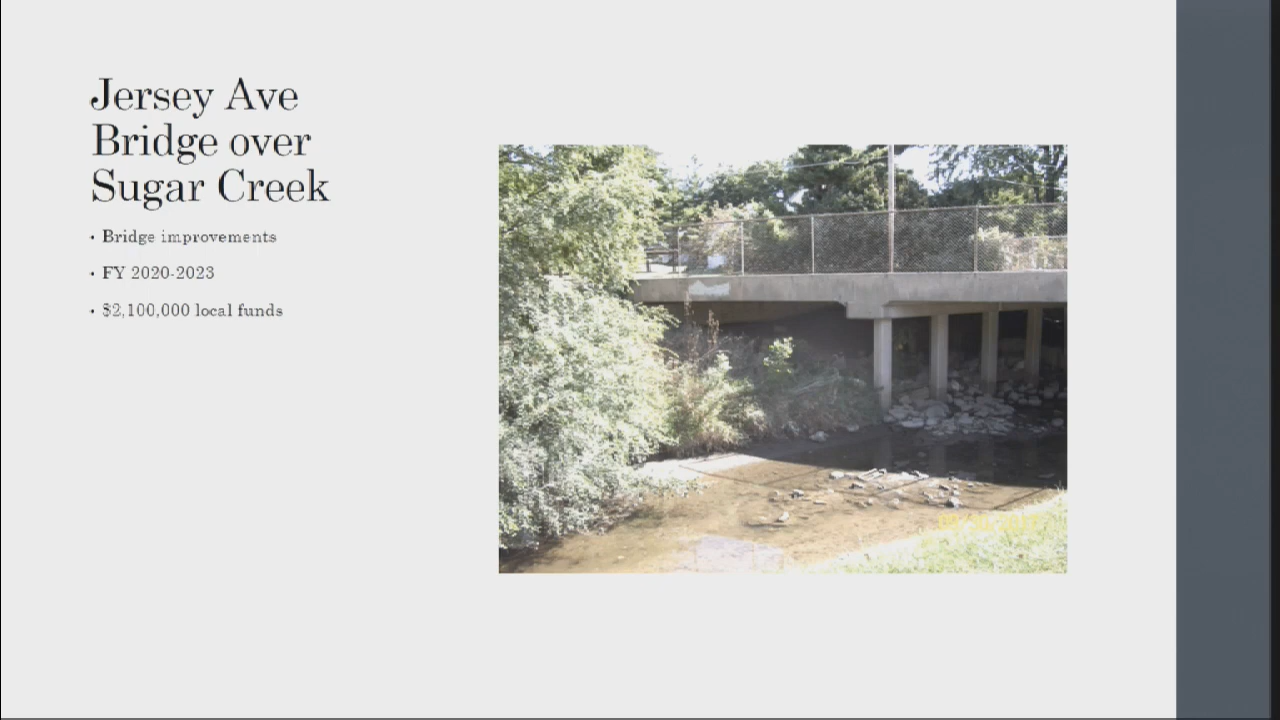 Jersey Ave
Bridge over
Sugar Creek
• Bridge improvements
• FY 2020-2023
• $2,100,000 local funds